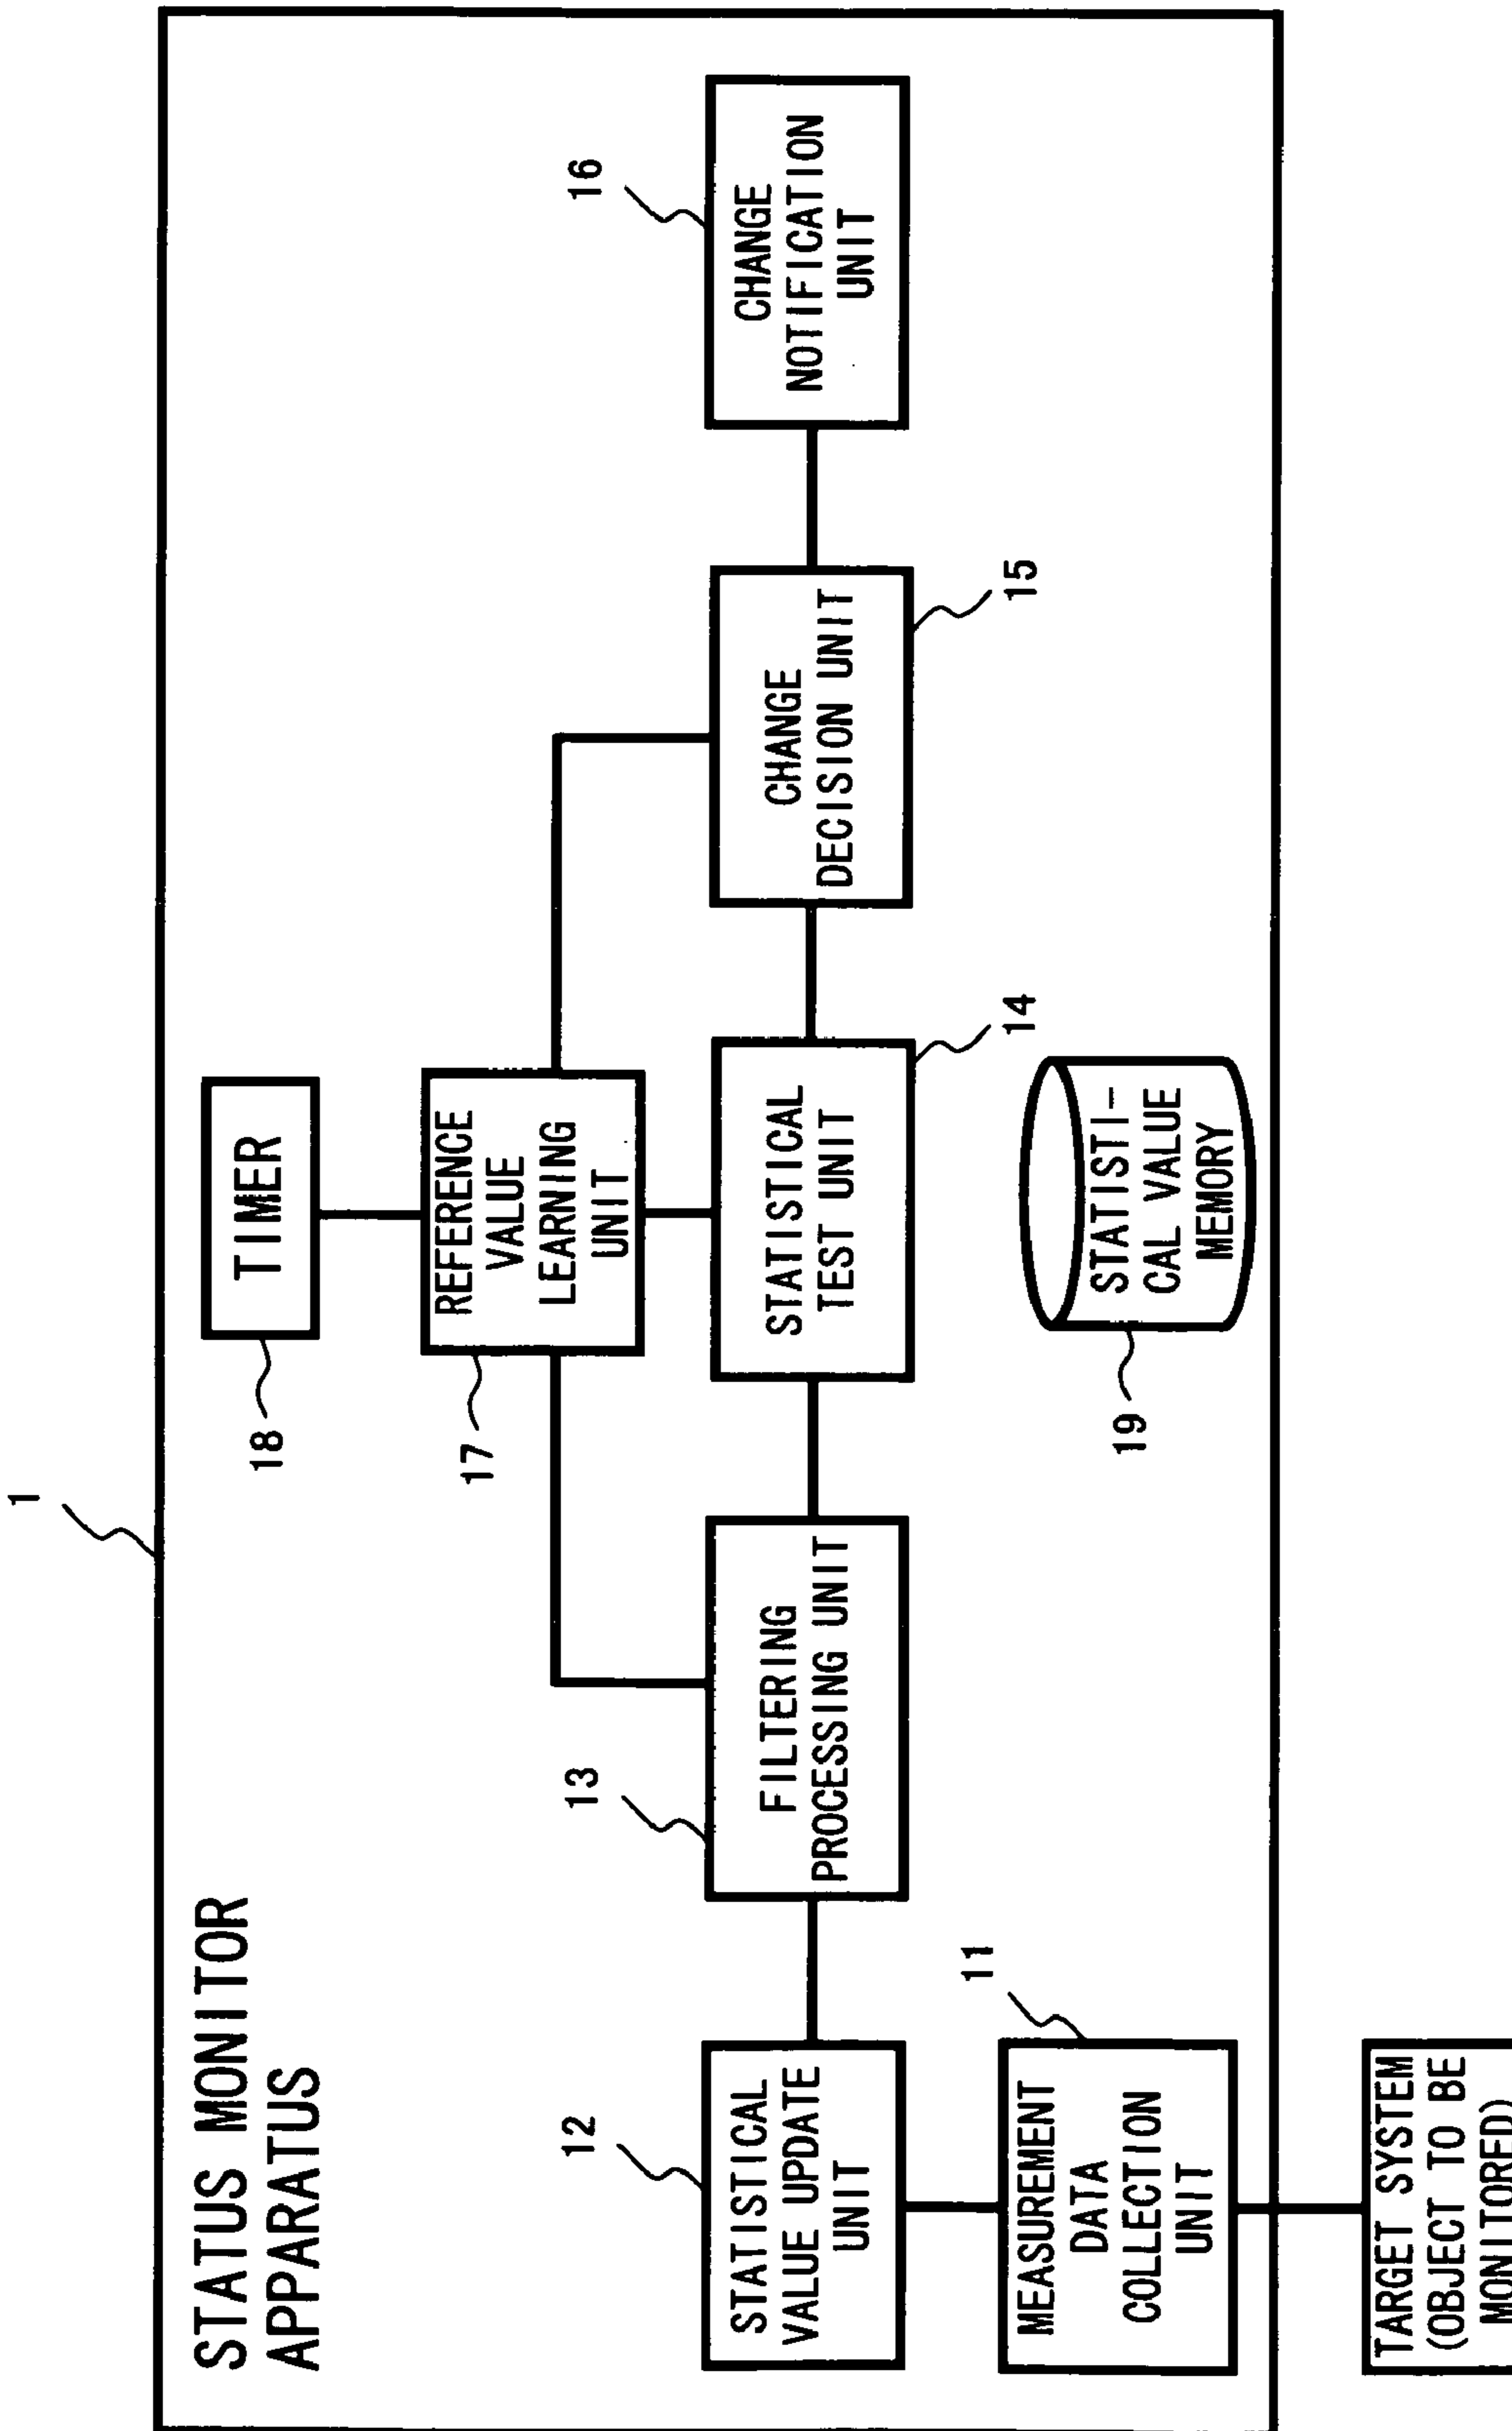 1
STATUS MONITOR
APPARATUS
18
TIMER
17
REFERENCE
VALUE
LEARNING
UNIT
12
STATISTICAL
VALUE UPDATE
UNIT
13
FILTERING
PROCESSING UNIT
STATISTICAL
TEST UNIT
14
CHANGE
DECISION UNIT
15
16
CHANGE
NOTIFICATION
UNIT
11
MEASUREMENT
DATA
COLLECTION
UNIT
19
STATISTI-
CAL VALUE
MEMORY
TARGET SYSTEM
(OBJECT TO BE
MONITORED)